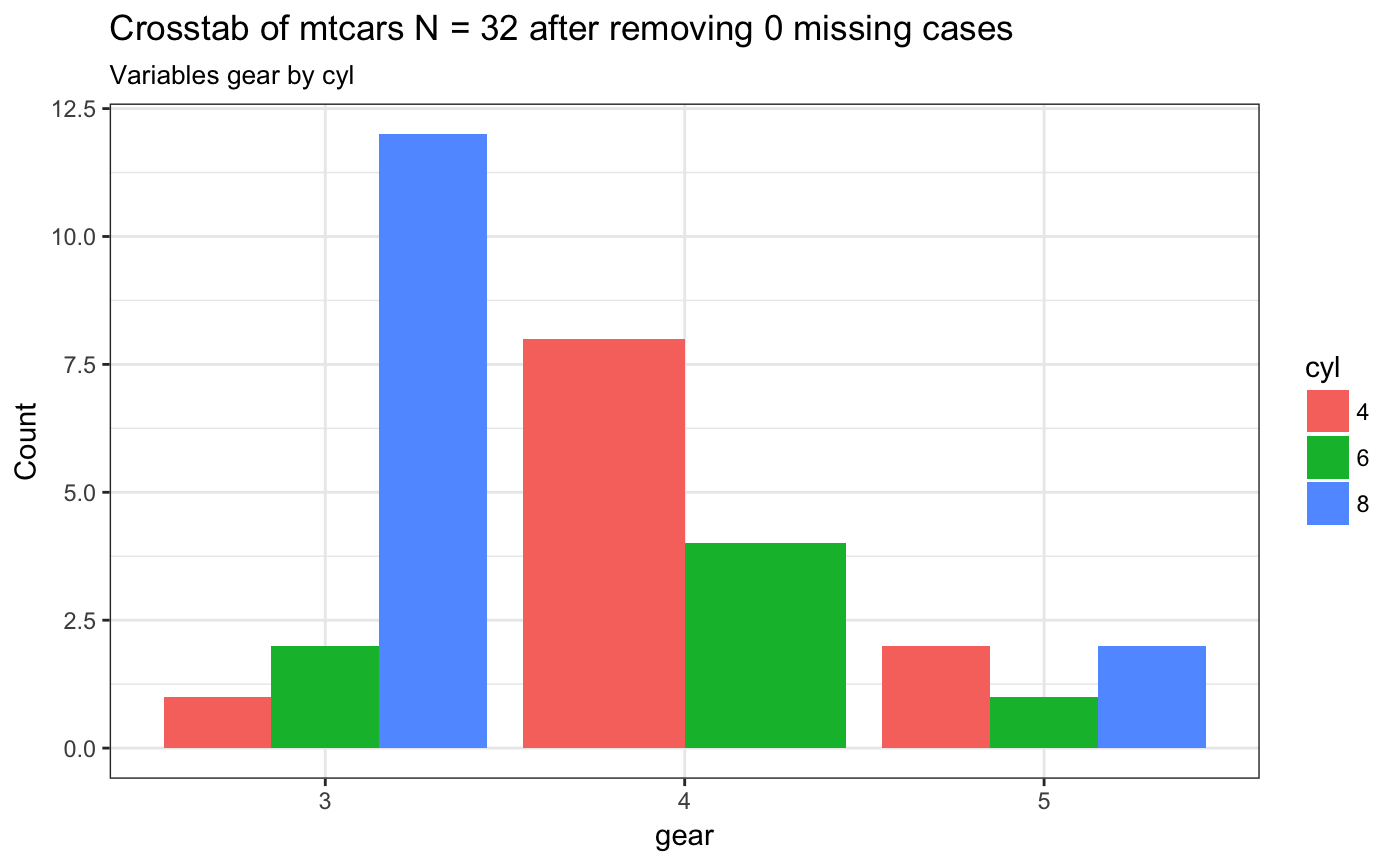 Crosstab of mtcars N = 32 after removing 0 missing cases
Variables gear by cyl
12.5
10.0
7.5
5.0
2.5
0.0
Count
3 4 5
gear
cyl
4
6
8